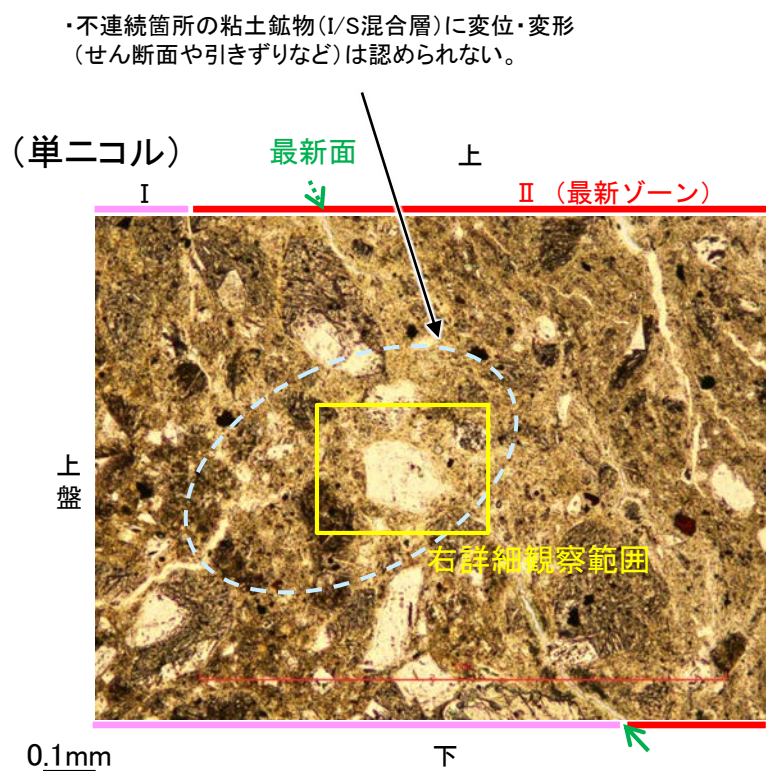 ・不連続箇所の粘土鉱物(I/S混合層)に変位・変形
(せん断面や引きずりなど)は認められない。
(単ニコル)
最新面
上
I
Ⅱ (最新ゾーン)
上盤
右詳細観察範囲
0.1mm
下